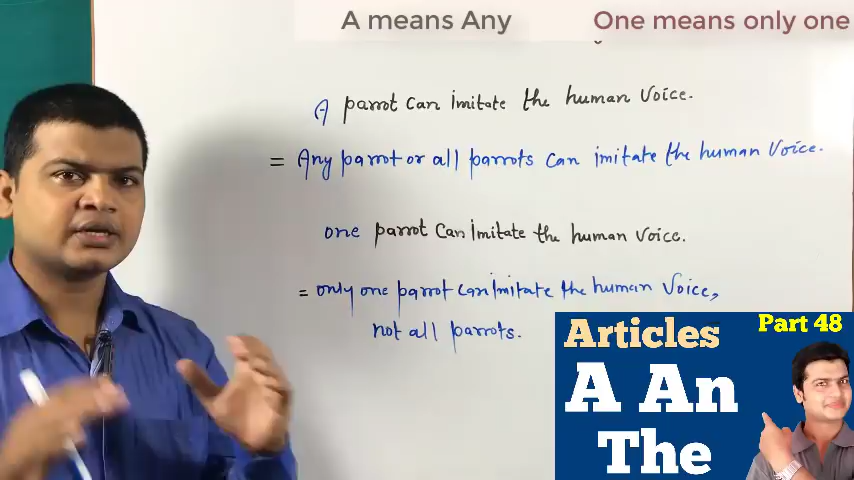 A means Any
One means only one
A parrot can imitate the human voice.
= Any parrot or all parrots can imitate the human voice.
one parrot can imitate the human voice.
= only one parrot can imitate the human voice,
not all parrots.
Articles
Part 48
A An
The